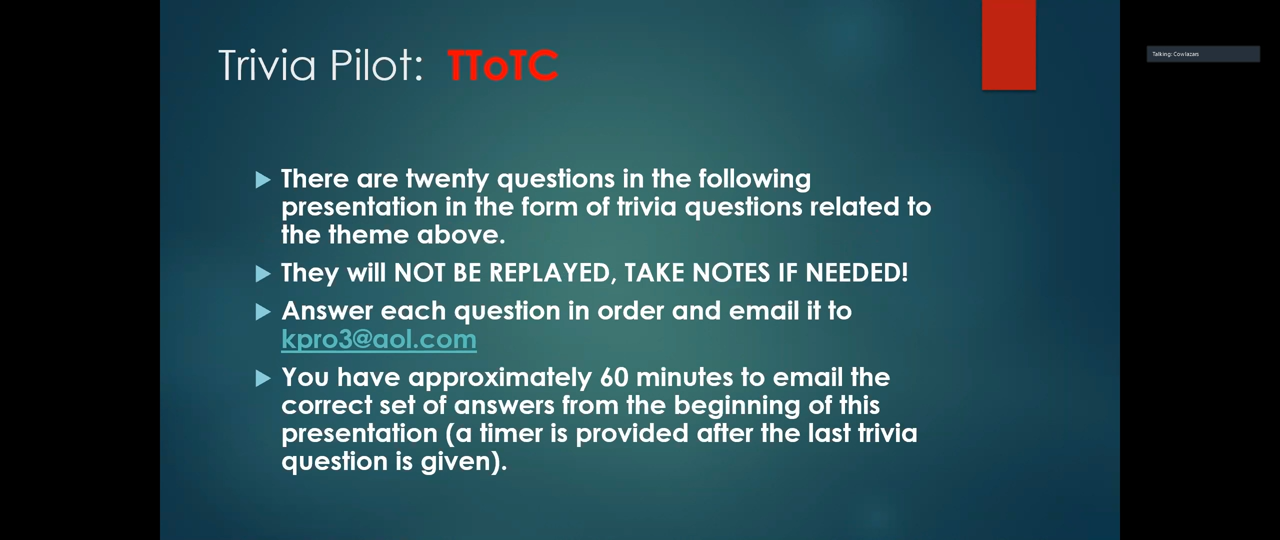 Trivia Pilot: TToTC
Talking: Cowlazars
There are twenty questions in the following
presentation in the form of trivia questions related to
the theme above.
They will NOT BE REPLAYED, TAKE NOTES IF NEEDED!
Answer each question in order and email it to
kpro3@aol.com
You have approximately 60 minutes to email the
correct set of answers from the beginning of this
presentation (a timer is provided after the last trivia
question is given).